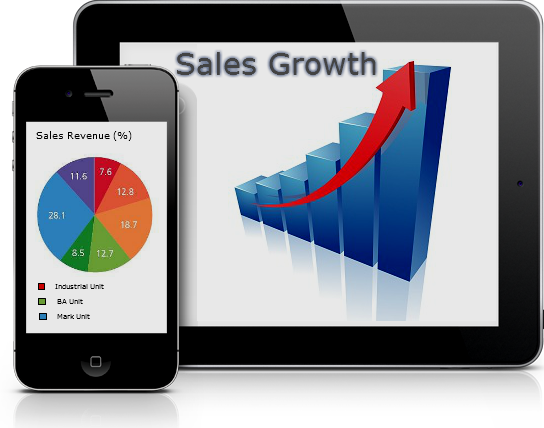 Sales Growth
Sales Revenue (%)
11.6
7.6
12.8
28.1
18.7
8.5
12.7
Industrial Unit
BA Unit
Mark Unit